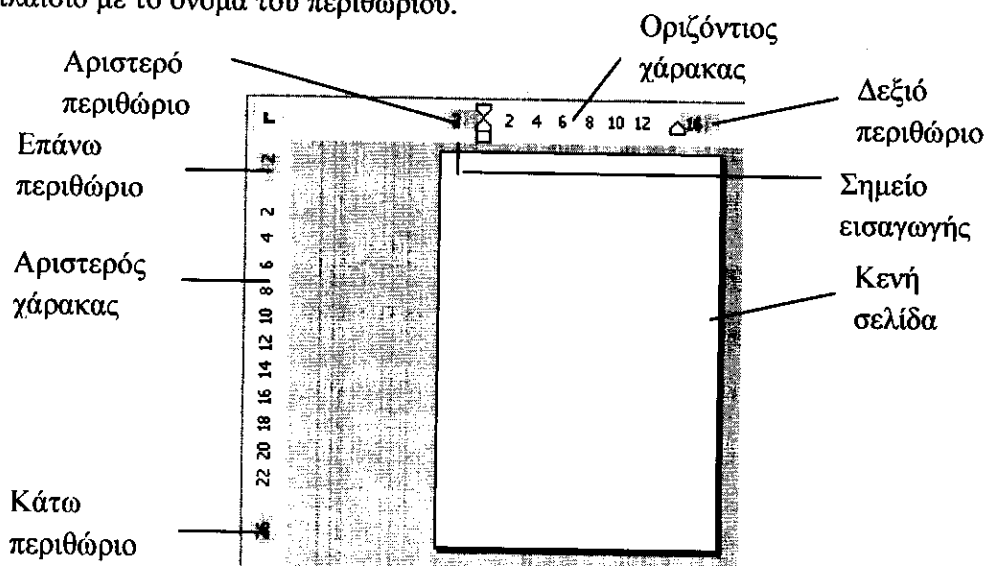 με το όνομα του περιθωρίου.
Οριζόντιος
χάρακας
Αριστερό
περιθώριο
Δεξιό
περιθώριο
Επάνω
περιθώριο
2 4 6 8 10 12 16
2
2
4
6
8
10
12
14
16
18
20
22
Σημείο
εισαγωγής
Αριστερός
χάρακας
Κενή
σελίδα
Κάτω
περιθώριο